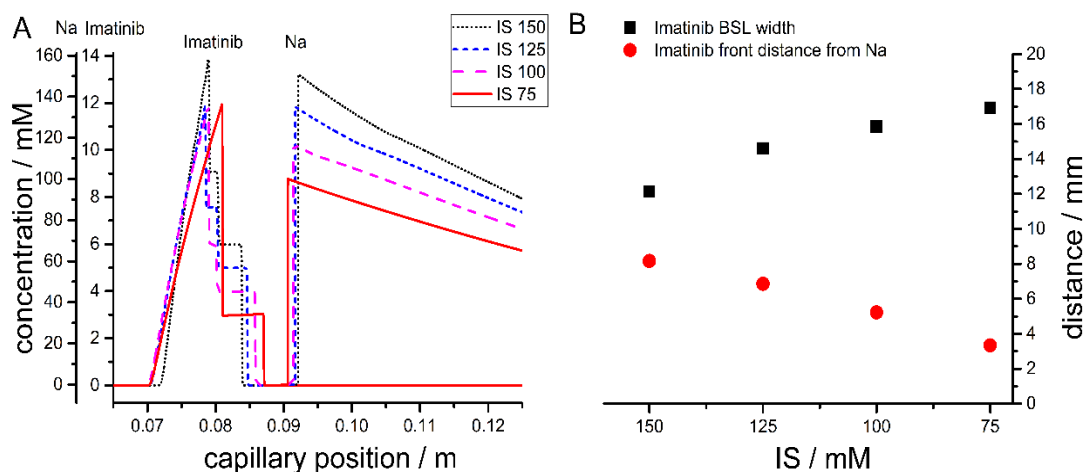 A
Na Imatinib
Imatinib
Na
IS 150
IS 125
IS 100
IS 75
160
140
120
100
80
60
40
20
0
14
12
10
8
6
4
2
0
concentration / mM
0.07 0.08 0.09 0.10 0.11 0.12
capillary position / m
B
Imatinib BSL width
Imatinib front distance from Na
20
18
16
14
12
10
8
6
4
2
0
distance / mm
150 125 100 75
IS / mM